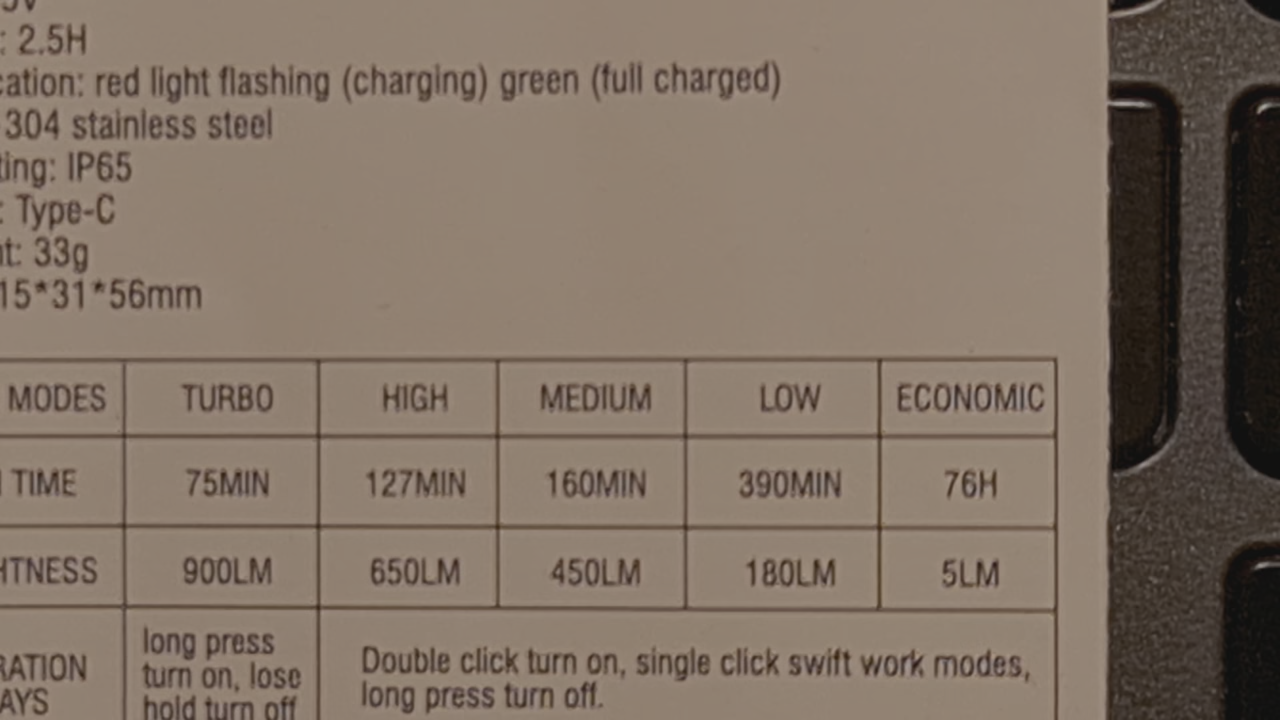 : 2.5H
cation: red light flashing (charging) green (full charged)
304 stainless steel
ting: IP65
: Type-C
nt: 33g
15*31*56mm
MODES TURBO HIGH MEDIUM LOW ECONOMIC
TIME 75MIN 127MIN 160MIN 390MIN 76H
HTNESS 900LM 650LM 450LM 180LM 5LM
RATION
AYS
long press
turn on, lose
hold turn off
Double click turn on, single click swift work modes,
long press turn off.